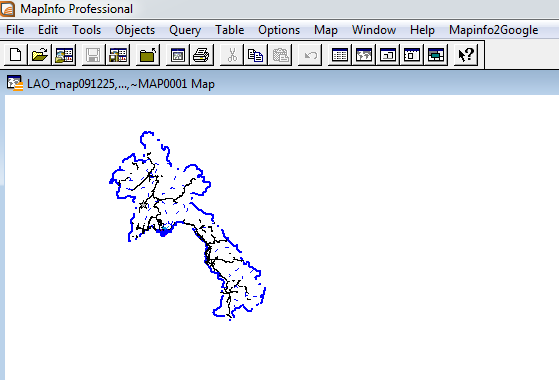 MapInfo Professional
File Edit Tools Objects Query Table Options Map Window Help Mapinfo2Google
LAO_map091225,...,~MAP0001 Map